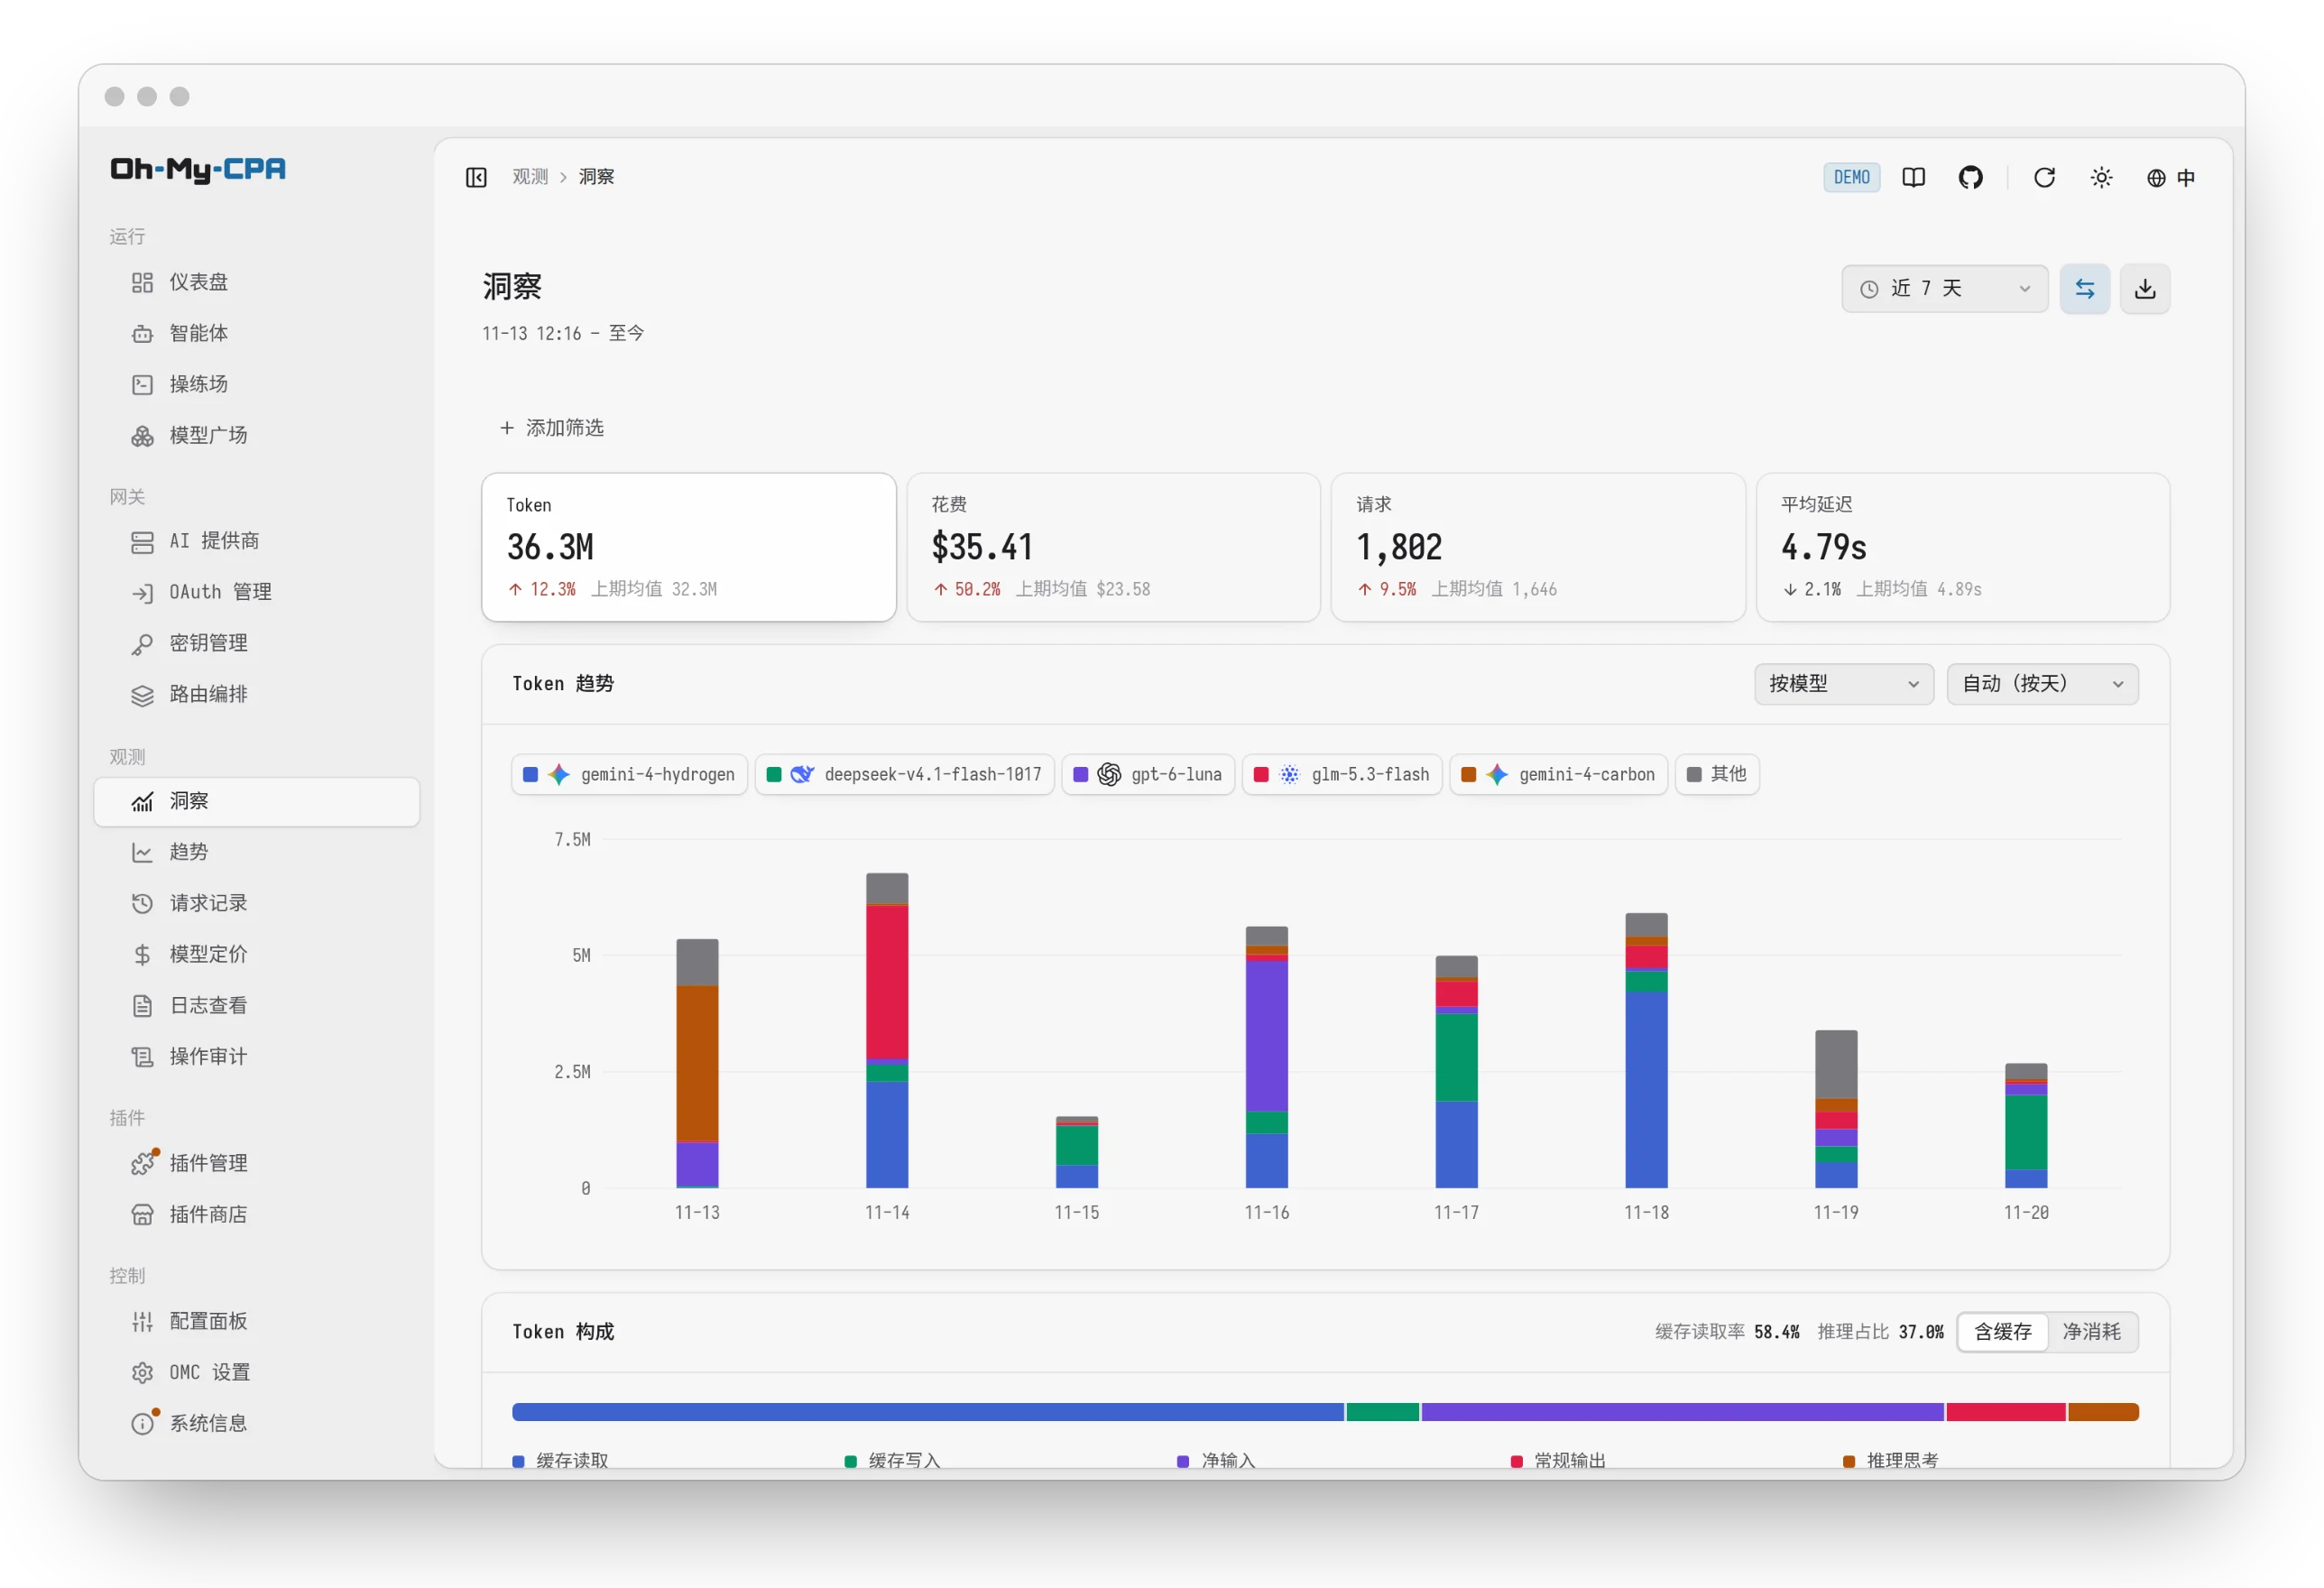 Oh-My-CPA
运行
仪表盘
智能体
操练场
模型广场
网关
AI 提供商
OAuth 管理
密钥管理
路由编排
观测
洞察
趋势
请求记录
模型定价
日志查看
操作审计
插件
插件管理
插件商店
控制
配置面板
OMC 设置
系统信息
观测 > 洞察
DEMO
中
洞察
近 7 天
11-13 12:16 – 至今
+ 添加筛选
Token
36.3M
↑ 12.3% 上期均值 32.3M
花费
$35.41
↑ 50.2% 上期均值 $23.58
请求
1,802
↑ 9.5% 上期均值 1,646
平均延迟
4.79s
↓ 2.1% 上期均值 4.89s
Token 趋势
按模型
自动（按天）
gemini-4-hydrogen
deepseek-v4.1-flash-1017
gpt-6-luna
glm-5.3-flash
gemini-4-carbon
其他
7.5M
5M
2.5M
0
11-13
11-14
11-15
11-16
11-17
11-18
11-19
11-20
Token 构成
缓存读取率 58.4%
推理占比 37.0%
含缓存
净消耗
缓存读取
缓存写入
净输入
常规输出
推理思考